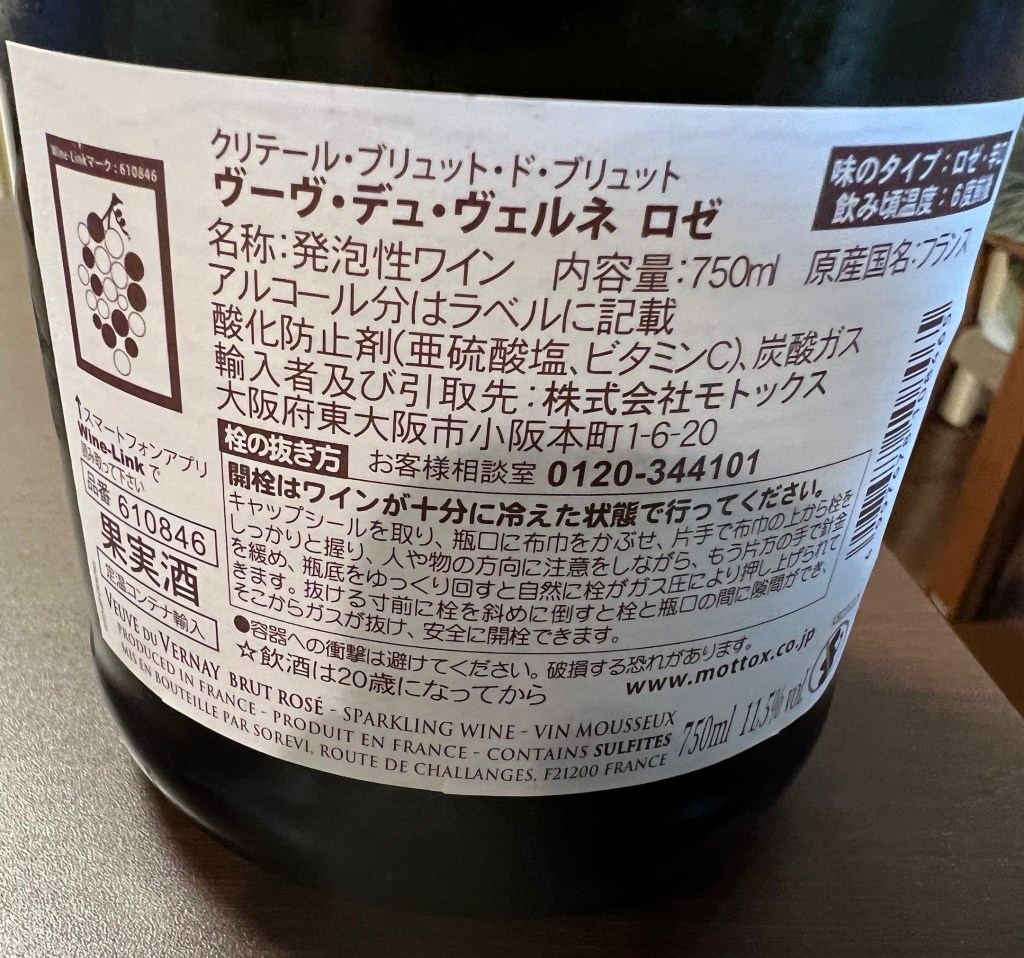 Wine-Linkマーク:610846
クリテール・ブリュット・ド・ブリュット
ヴーヴ・デュ・ヴェルネ ロゼ
味のタイプ:ロゼ・辛
飲み頃温度:6度前後
名称:発泡性ワイン 内容量:750ml 原産国名:フランス
アルコール分はラベルに記載
酸化防止剤(亜硫酸塩、ビタミンC)、炭酸ガス
輸入者及び引取先:株式会社モトックス
大阪府東大阪市小阪本町1-6-20
栓の抜き方 お客様相談室 0120-344101
開栓はワインが十分に冷えた状態で行ってください。
キャップシールを取り、瓶口に布巾をかぶせ、片手で布巾の上から栓を
しっかりと握り、人や物の方向に注意をしながら、もう片方の手で針金
を緩め、瓶底をゆっくり回すと自然に栓がガス圧により押し上げられて
きます。抜ける寸前に栓を斜めに倒すと栓と瓶口の間に隙間ができ、
そこからガスが抜け、安全に開栓できます。
●容器への衝撃は避けてください。破損する恐れがあります。
☆飲酒は20歳になってから
www.mottox.co.jp
↑スマートフォンアプリ
Wine-Linkで
読み取って下さい
品番 610846
果実酒
定温コンテナ輸入
VEUVE DU VERNAY BRUT ROSÉ - SPARKLING WINE - VIN MOUSSEUX
PRODUCED IN FRANCE - PRODUIT EN FRANCE - CONTAINS SULFITES
MIS EN BOUTEILLE PAR SOREVI, ROUTE DE CHALLANGES, F21200 FRANCE
750ml 11.5% vol.